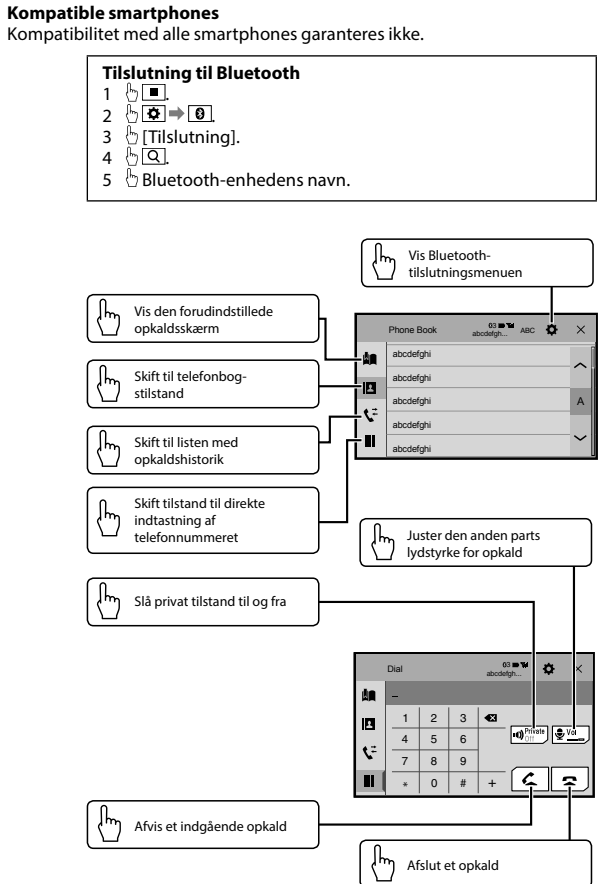 Kompatible smartphones
Kompatibilitet med alle smartphones garanteres ikke.
Tilslutning til Bluetooth
1
2
3 [Tilslutning].
4
5 Bluetooth-enhedens navn.
Vis Bluetooth-
tilslutningsmenuen
Vis den forudindstillede
opkaldsskærm
Skift til telefonbog-
stilstand
Skift til listen med
opkaldshistorik
Skift tilstand til direkte
indtastning af
telefonnummeret
Phone Book
03
abcdefgh...
ABC
abcdefghi
abcdefghi
abcdefghi
abcdefghi
abcdefghi
A
Juster den anden parts
lydstyrke for opkald
Slå privat tilstand til og fra
Dial
03
abcdefgh...
–
1 2 3
4 5 6
7 8 9
* 0 # +
Private
Off
Vol
Afvis et indgående opkald
Afslut et opkald